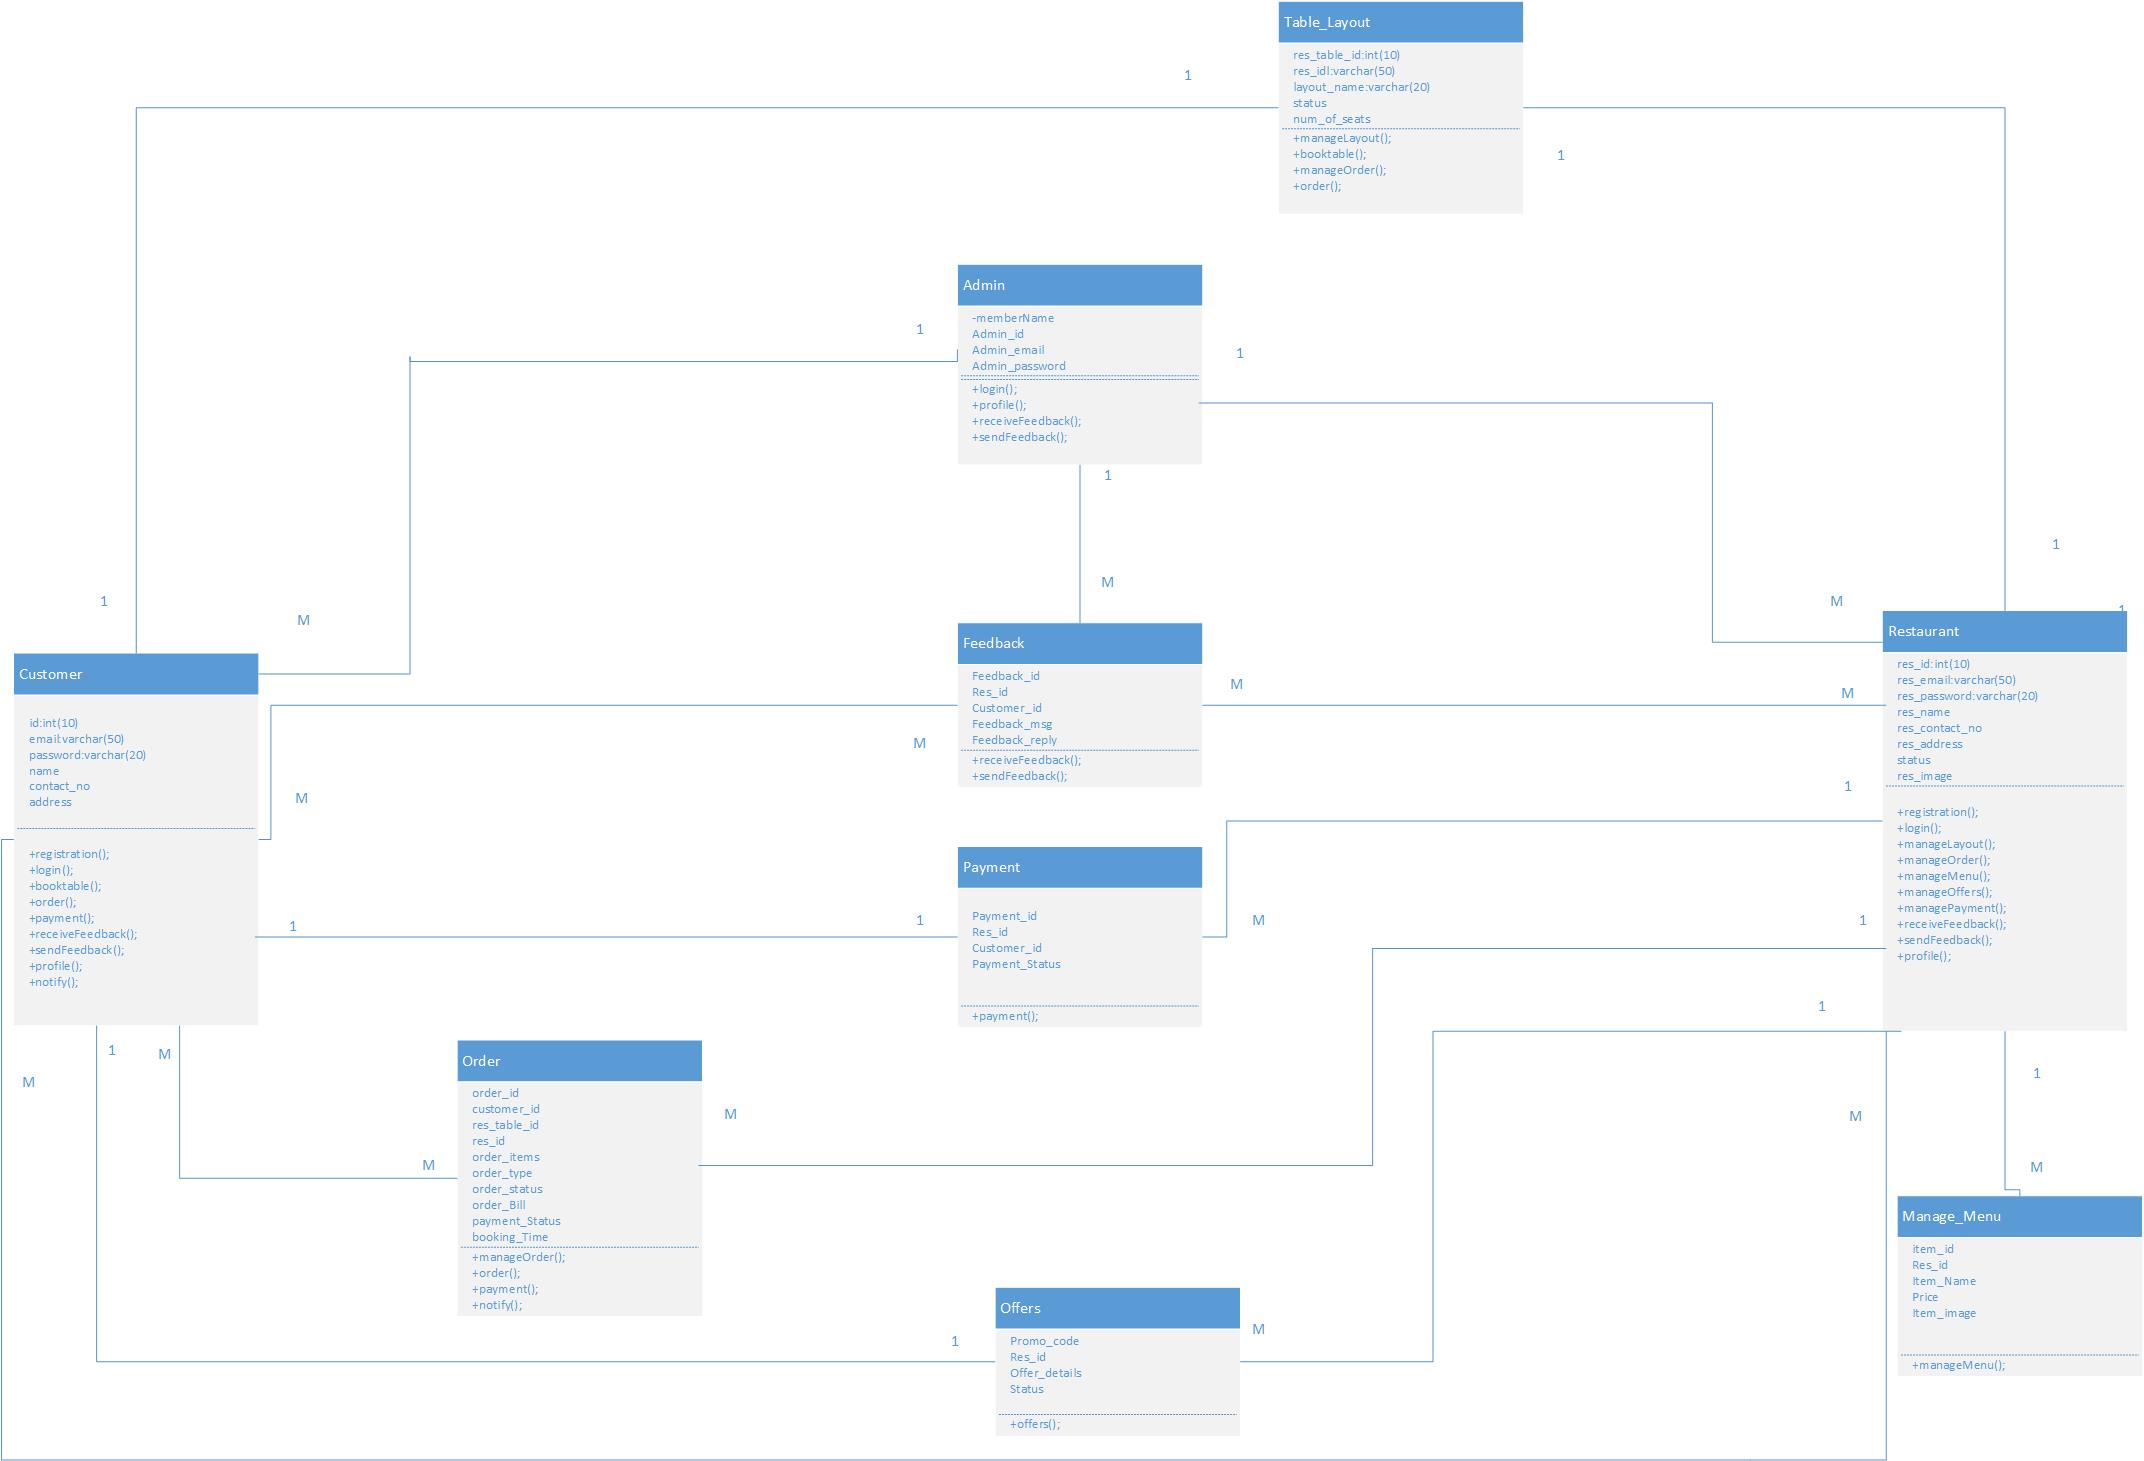 Table_Layout
res_table_id:int(10)
res_idl:varchar(50)
layout_name:varchar(20)
status
num_of_seats
+manageLayout();
+booktable();
+manageOrder();
+order();
1
1
Admin
-memberName
Admin_id
Admin_email
Admin_password
+login();
+profile();
+receiveFeedback();
+sendFeedback();
1
1
1
M
1
M
1
M
1
1
Customer
id:int(10)
email:varchar(50)
password:varchar(20)
name
contact_no
address
+registration();
+login();
+booktable();
+order();
+payment();
+receiveFeedback();
+sendFeedback();
+profile();
+notify();
Feedback
Feedback_id
Res_id
Customer_id
Feedback_msg
Feedback_reply
+receiveFeedback();
+sendFeedback();
M
M
M
M
Restaurant
res_id:int(10)
res_email:varchar(50)
res_password:varchar(20)
res_name
res_contact_no
res_address
status
res_image
+registration();
+login();
+manageLayout();
+manageOrder();
+manageMenu();
+manageOffers();
+managePayment();
+receiveFeedback();
+sendFeedback();
+profile();
1
Payment
Payment_id
Res_id
Customer_id
Payment_Status
+payment();
1
1
M
1
1
1
M
M
1
M
Order
order_id
customer_id
res_table_id
res_id
order_items
order_type
order_status
order_Bill
payment_Status
booking_Time
+manageOrder();
+order();
+payment();
+notify();
M
M
M
Manage_Menu
item_id
Res_id
Item_Name
Price
Item_image
+manageMenu();
Offers
Promo_code
Res_id
Offer_details
Status
+offers();
1
M